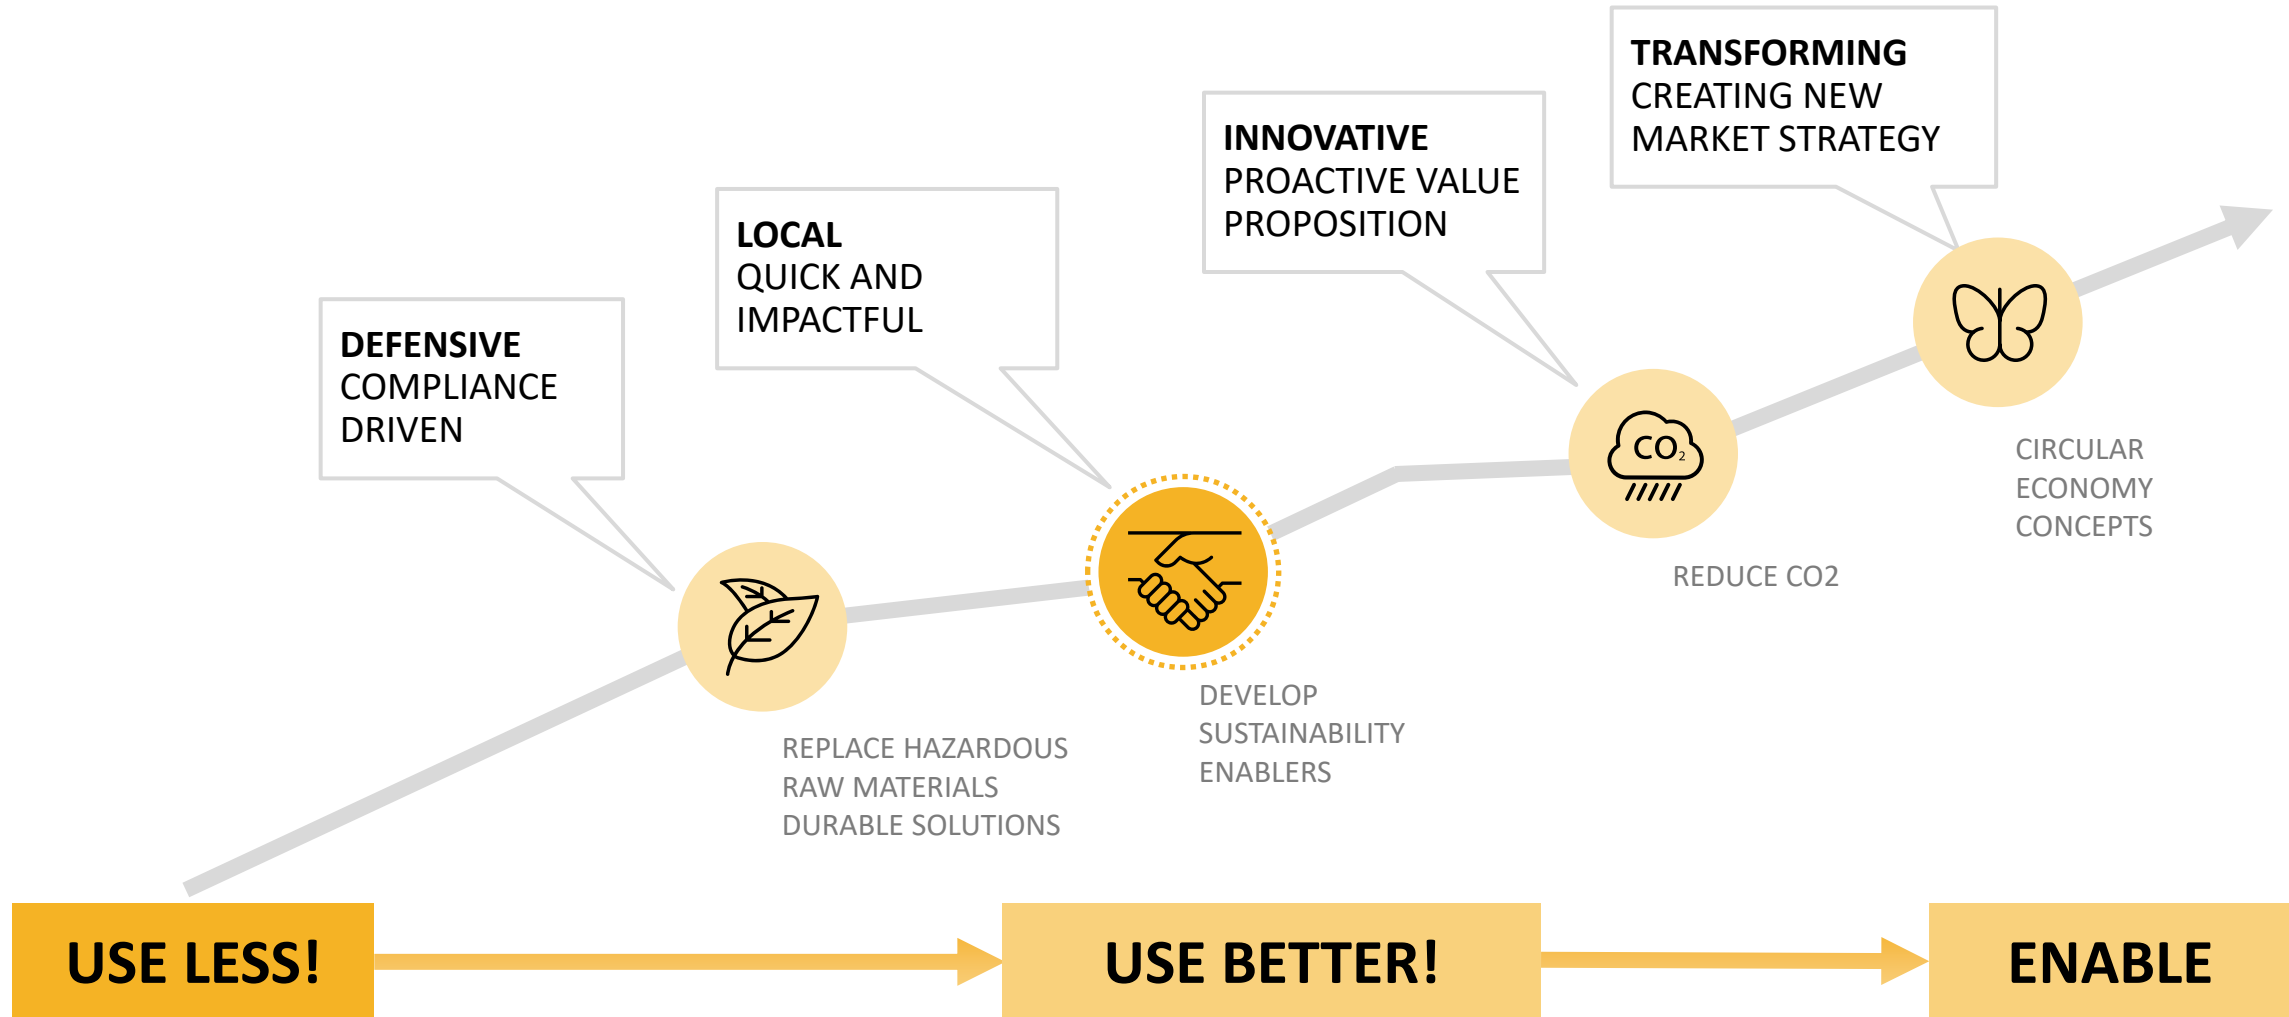 TRANSFORMING
CREATING NEW
MARKET STRATEGY
INNOVATIVE
PROACTIVE VALUE
PROPOSITION
LOCAL
QUICK AND
IMPACTFUL
DEFENSIVE
COMPLIANCE
DRIVEN
CO₂
CIRCULAR
ECONOMY
CONCEPTS
REDUCE CO2
DEVELOP
SUSTAINABILITY
ENABLERS
REPLACE HAZARDOUS
RAW MATERIALS
DURABLE SOLUTIONS
USE LESS!
USE BETTER!
ENABLE